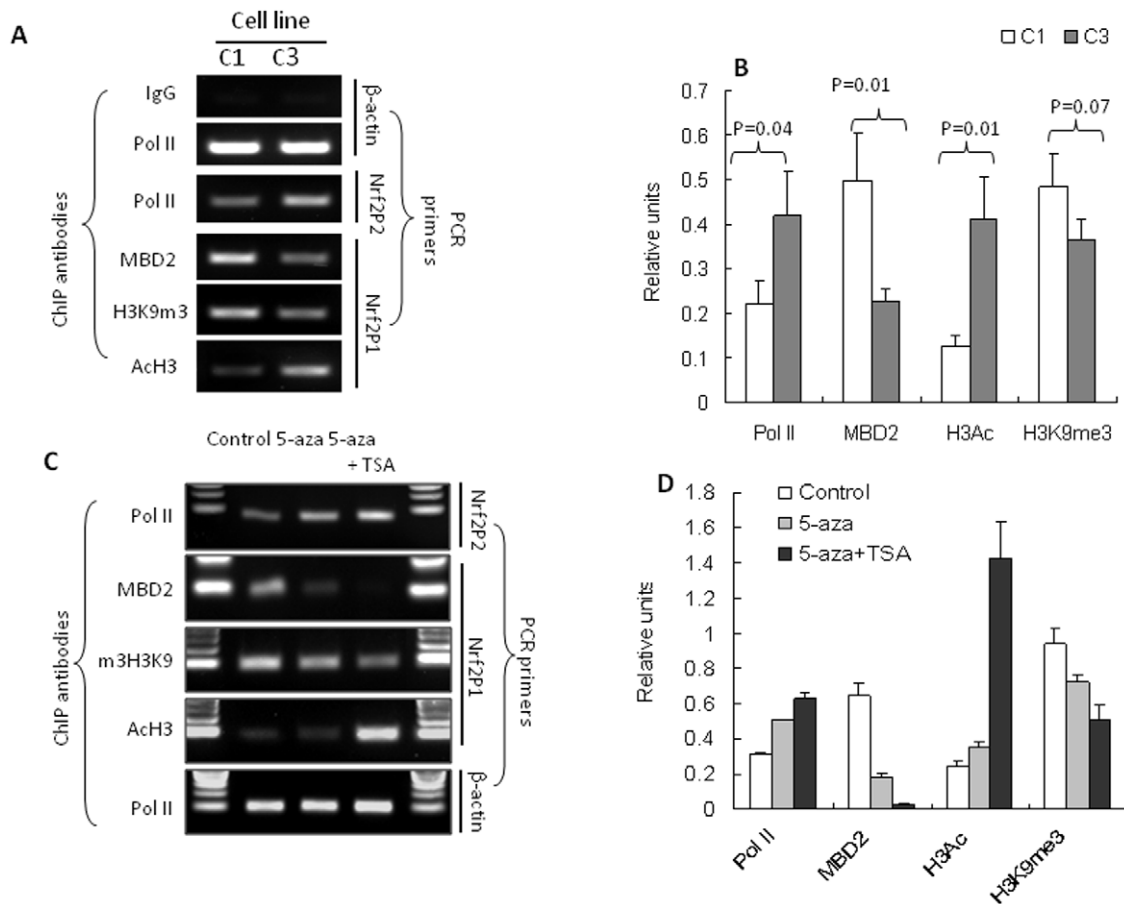 A
Cell line
C1 C3
ChIP antibodies
IgG
Pol II
Pol II
MBD2
H3K9m3
AcH3
β-actin
Nrf2P2
Nrf2P1
PCR
primers
B
C1 C3
Relative units
0.7
0.6
0.5
0.4
0.3
0.2
0.1
0
P=0.04
P=0.01
P=0.01
P=0.07
Pol II MBD2 H3Ac H3K9me3
C
Control 5-aza 5-aza
+ TSA
ChIP antibodies
Pol II
MBD2
m3H3K9
AcH3
Pol II
Nrf2P2
Nrf2P1
β-actin
PCR primers
D
Control
5-aza
5-aza+TSA
Relative units
1.8
1.6
1.4
1.2
1
0.8
0.6
0.4
0.2
0
Pol II MBD2 H3Ac H3K9me3